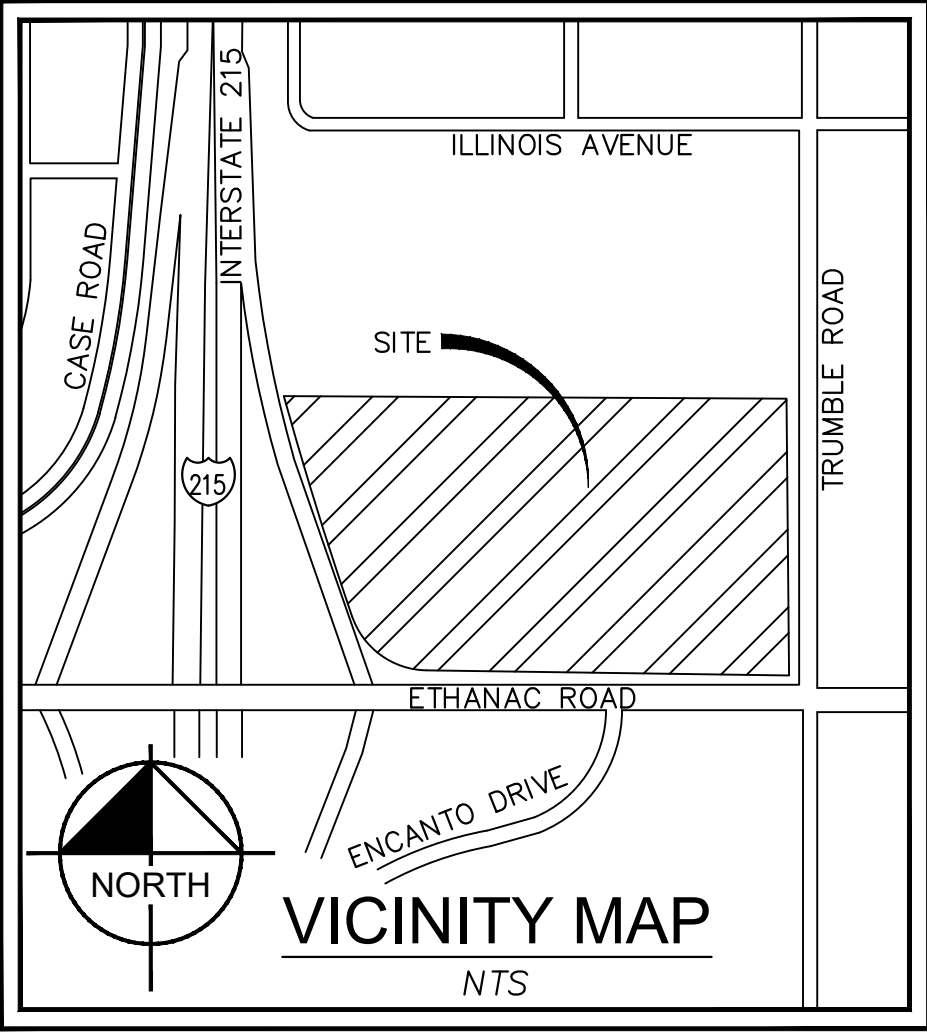 INTERSTATE 215
ILLINOIS AVENUE
CASE ROAD
TRUMBLE ROAD
SITE
215
ETHANAC ROAD
ENCANTO DRIVE
NORTH
VICINITY MAP
NTS